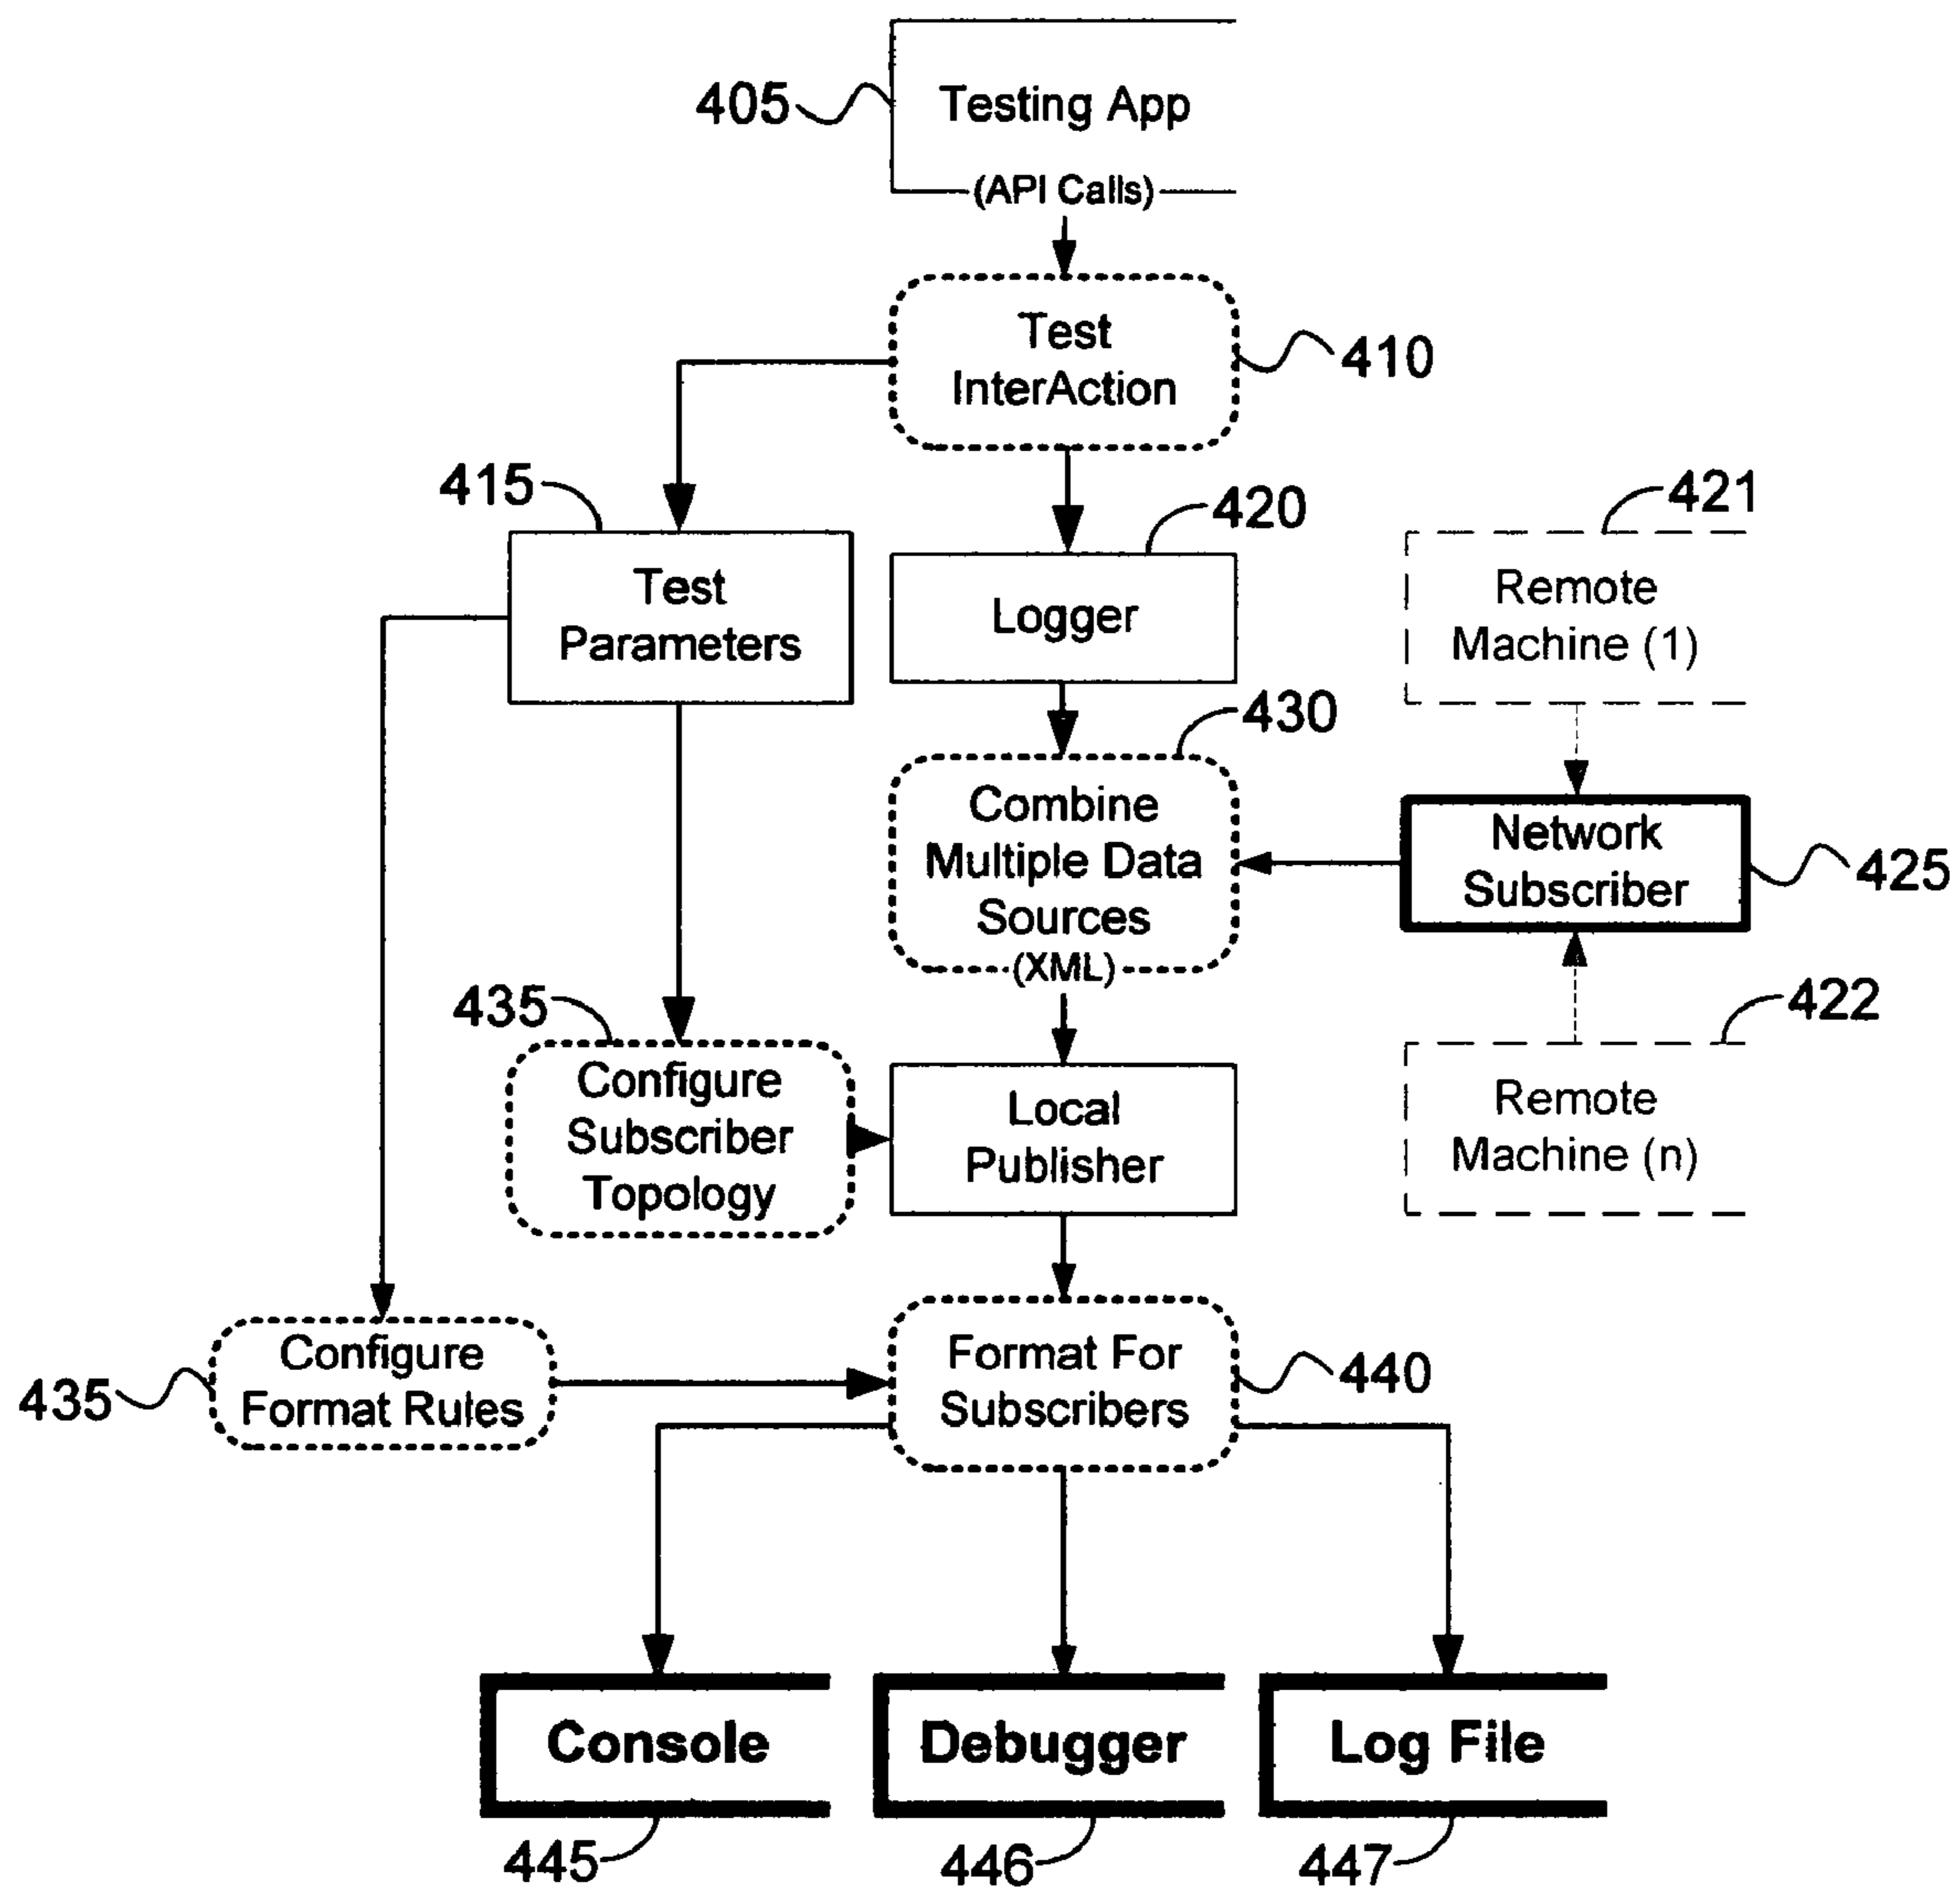 405
Testing App
(API Calls)
Test
InterAction
410
415
420
421
Test
Parameters
Logger
Remote
Machine (1)
430
Combine
Multiple Data
Sources
(XML)
Network
Subscriber
425
435
422
Configure
Subscriber
Topology
Local
Publisher
Remote
Machine (n)
435
Configure
Format Rules
Format For
Subscribers
440
Console
Debugger
Log File
445
446
447